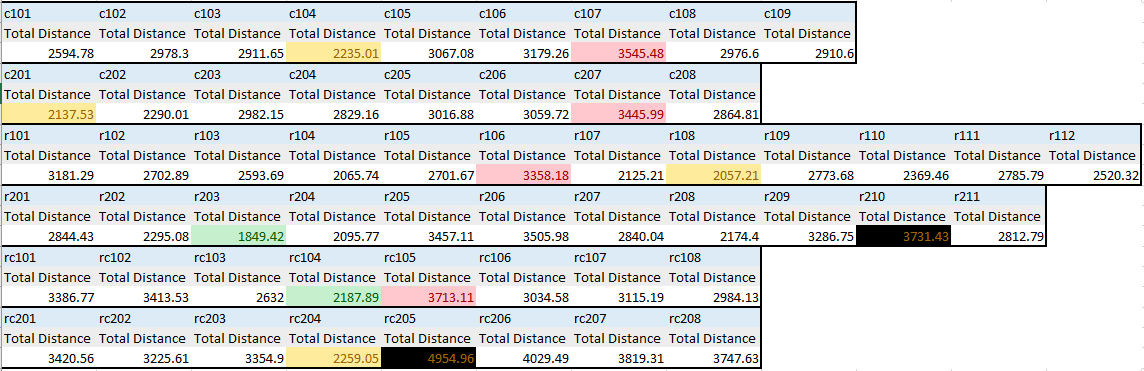 c101 c102 c103 c104 c105 c106 c107 c108 c109
Total Distance Total Distance Total Distance Total Distance Total Distance Total Distance Total Distance Total Distance Total Distance
2594.78 2978.3 2911.65 2235.01 3067.08 3179.26 3545.48 2976.6 2910.6
c201 c202 c203 c204 c205 c206 c207 c208
Total Distance Total Distance Total Distance Total Distance Total Distance Total Distance Total Distance Total Distance
2137.53 2290.01 2982.15 2829.16 3016.88 3059.72 3445.99 2864.81
r101 r102 r103 r104 r105 r106 r107 r108 r109 r110 r111 r112
Total Distance Total Distance Total Distance Total Distance Total Distance Total Distance Total Distance Total Distance Total Distance Total Distance Total Distance Total Distance
3181.29 2702.89 2593.69 2065.74 2701.67 3358.18 2125.21 2057.21 2773.68 2369.46 2785.79 2520.32
r201 r202 r203 r204 r205 r206 r207 r208 r209 r210 r211
Total Distance Total Distance Total Distance Total Distance Total Distance Total Distance Total Distance Total Distance Total Distance Total Distance Total Distance
2844.43 2295.08 1849.42 2095.77 3457.11 3505.98 2840.04 2174.4 3286.75 3731.43 2812.79
rc101 rc102 rc103 rc104 rc105 rc106 rc107 rc108
Total Distance Total Distance Total Distance Total Distance Total Distance Total Distance Total Distance Total Distance
3386.77 3413.53 2632 2187.89 3713.11 3034.58 3115.19 2984.13
rc201 rc202 rc203 rc204 rc205 rc206 rc207 rc208
Total Distance Total Distance Total Distance Total Distance Total Distance Total Distance Total Distance Total Distance
3420.56 3225.61 3354.9 2259.05 4954.96 4029.49 3819.31 3747.63